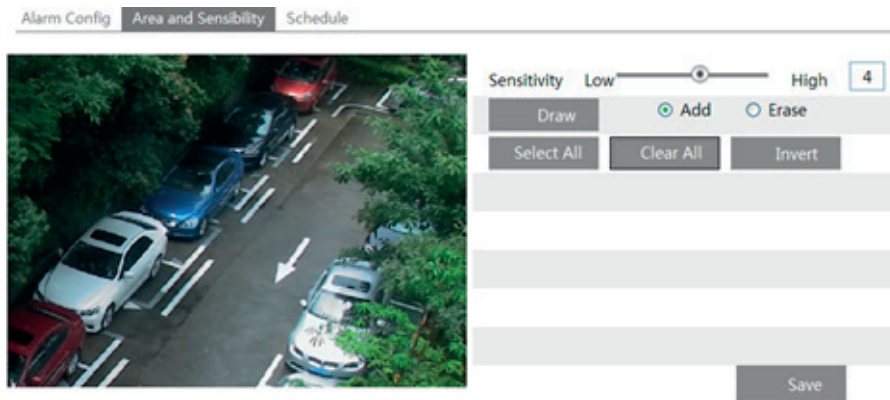 Alarm Config Area and Sensibility Schedule
Sensitivity Low High 4
Draw Add Erase
Select All Clear All Invert
Save